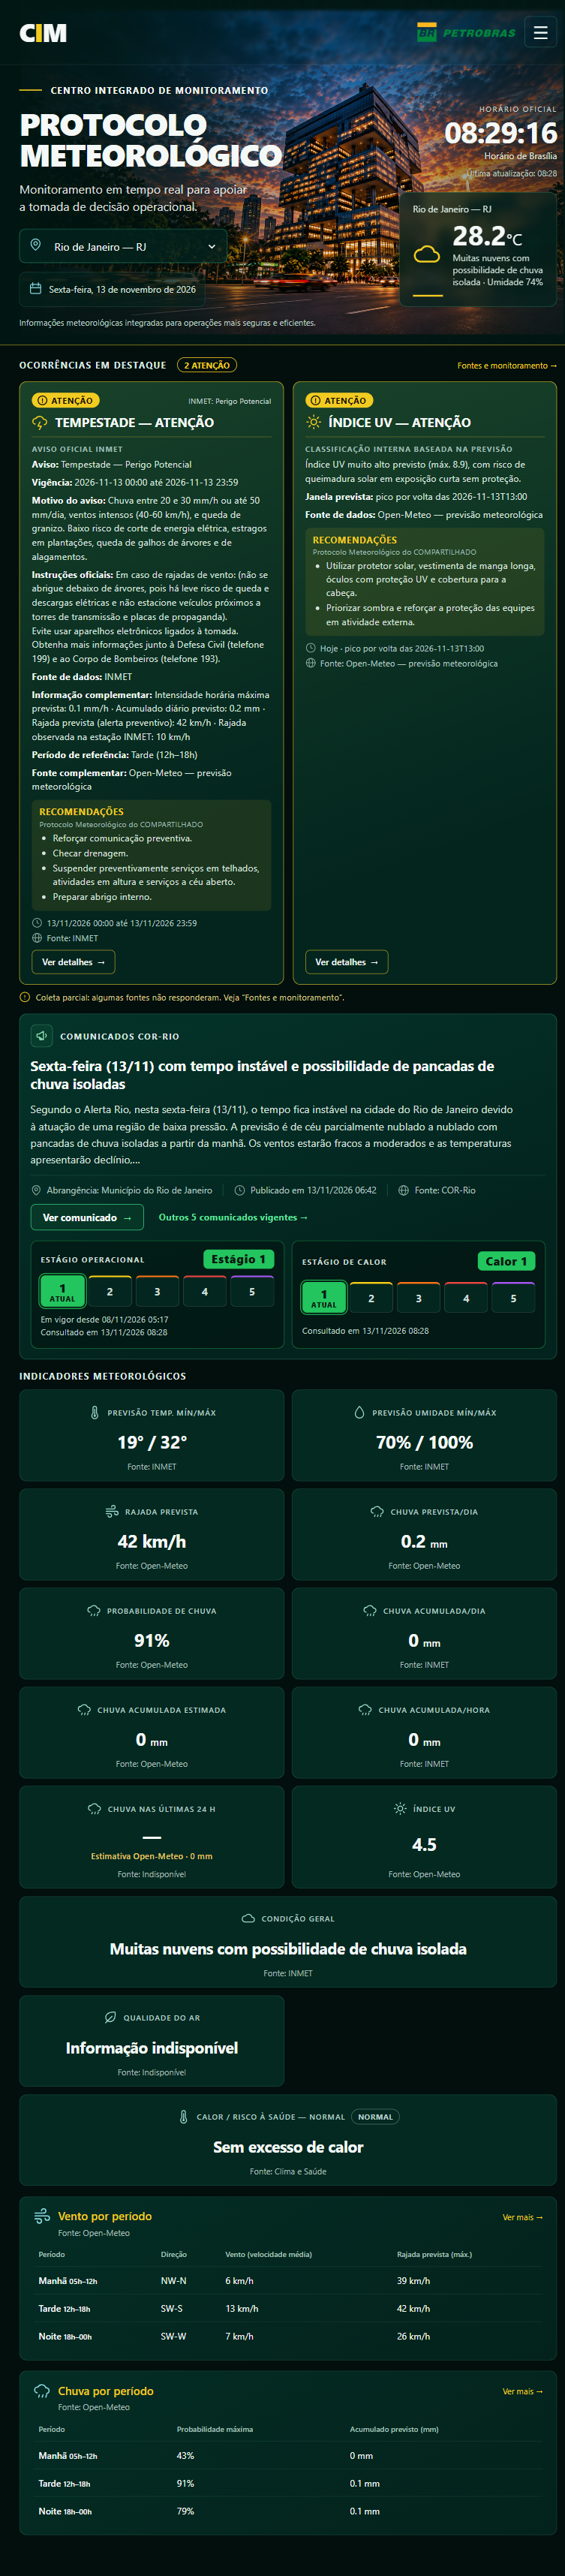 CIM
BR PETROBRAS
CENTRO INTEGRADO DE MONITORAMENTO
PROTOCOLO
METEOROLÓGICO
Monitoramento em tempo real para apoiar
a tomada de decisão operacional.
Rio de Janeiro — RJ
Sexta-feira, 13 de novembro de 2026
Informações meteorológicas integradas para operações mais seguras e eficientes.
HORÁRIO OFICIAL
08:29:16
Horário de Brasília
Última atualização: 08:28
Rio de Janeiro — RJ
28.2°C
Muitas nuvens com
possibilidade de chuva
isolada · Umidade 74%
OCORRÊNCIAS EM DESTAQUE
2 ATENÇÃO
Fontes e monitoramento →
ATENÇÃO
INMET: Perigo Potencial
TEMPESTADE — ATENÇÃO
AVISO OFICIAL INMET
Aviso: Tempestade — Perigo Potencial
Vigência: 2026-11-13 00:00 até 2026-11-13 23:59
Motivo do aviso: Chuva entre 20 e 30 mm/h ou até 50
mm/dia, ventos intensos (40-60 km/h), e queda de
granizo. Baixo risco de corte de energia elétrica, estragos
em plantações, queda de galhos de árvores e de
alagamentos.
Instruções oficiais: Em caso de rajadas de vento: (não se
abrigue debaixo de árvores, pois há leve risco de queda e
descargas elétricas e não estacione veículos próximos a
torres de transmissão e placas de propaganda).
Evite usar aparelhos eletrônicos ligados à tomada.
Obtenha mais informações junto à Defesa Civil (telefone
199) e ao Corpo de Bombeiros (telefone 193).
Fonte de dados: INMET
Informação complementar: Intensidade horária máxima
prevista: 0.1 mm/h · Acumulado diário previsto: 0.2 mm ·
Rajada prevista (alerta preventivo): 42 km/h · Rajada
observada na estação INMET: 10 km/h
Período de referência: Tarde (12h–18h)
Fonte complementar: Open-Meteo — previsão
meteorológica
RECOMENDAÇÕES
Protocolo Meteorológico do COMPARTILHADO
• Reforçar comunicação preventiva.
• Checar drenagem.
• Suspender preventivamente serviços em telhados,
atividades em altura e serviços a céu aberto.
• Preparar abrigo interno.
13/11/2026 00:00 até 13/11/2026 23:59
Fonte: INMET
Ver detalhes →
ATENÇÃO
ÍNDICE UV — ATENÇÃO
CLASSIFICAÇÃO INTERNA BASEADA NA PREVISÃO
Índice UV muito alto previsto (máx. 8.9), com risco de
queimadura solar em exposição curta sem proteção.
Janela prevista: pico por volta das 2026-11-13T13:00
Fonte de dados: Open-Meteo — previsão meteorológica
RECOMENDAÇÕES
Protocolo Meteorológico do COMPARTILHADO
• Utilizar protetor solar, vestimenta de manga longa,
óculos com proteção UV e cobertura para a
cabeça.
• Priorizar sombra e reforçar a proteção das equipes
em atividade externa.
Hoje · pico por volta das 2026-11-13T13:00
Fonte: Open-Meteo — previsão meteorológica
Ver detalhes →
Coleta parcial: algumas fontes não responderam. Veja "Fontes e monitoramento".
COMUNICADOS COR-RIO
Sexta-feira (13/11) com tempo instável e possibilidade de pancadas de
chuva isoladas
Segundo o Alerta Rio, nesta sexta-feira (13/11), o tempo fica instável na cidade do Rio de Janeiro devido
à atuação de uma região de baixa pressão. A previsão é de céu parcialmente nublado a nublado com
pancadas de chuva isoladas a partir da manhã. Os ventos estarão fracos a moderados e as temperaturas
apresentarão declínio,...
Abrangência: Município do Rio de Janeiro
Publicado em 13/11/2026 06:42
Fonte: COR-Rio
Ver comunicado →
Outros 5 comunicados vigentes →
ESTÁGIO OPERACIONAL
Estágio 1
1 ATUAL
2
3
4
5
Em vigor desde 08/11/2026 05:17
Consultado em 13/11/2026 08:28
ESTÁGIO DE CALOR
Calor 1
1 ATUAL
2
3
4
5
Consultado em 13/11/2026 08:28
INDICADORES METEOROLÓGICOS
PREVISÃO TEMP. MÍN/MÁX
19° / 32°
Fonte: INMET
PREVISÃO UMIDADE MÍN/MÁX
70% / 100%
Fonte: INMET
RAJADA PREVISTA
42 km/h
Fonte: Open-Meteo
CHUVA PREVISTA/DIA
0.2 mm
Fonte: Open-Meteo
PROBABILIDADE DE CHUVA
91%
Fonte: Open-Meteo
CHUVA ACUMULADA/DIA
0 mm
Fonte: INMET
CHUVA ACUMULADA ESTIMADA
0 mm
Fonte: Open-Meteo
CHUVA ACUMULADA/HORA
0 mm
Fonte: INMET
CHUVA NAS ÚLTIMAS 24 H
—
Estimativa Open-Meteo · 0 mm
Fonte: Indisponível
ÍNDICE UV
4.5
Fonte: Open-Meteo
CONDIÇÃO GERAL
Muitas nuvens com possibilidade de chuva isolada
Fonte: INMET
QUALIDADE DO AR
Informação indisponível
Fonte: Indisponível
CALOR / RISCO À SAÚDE — NORMAL
NORMAL
Sem excesso de calor
Fonte: Clima e Saúde
Vento por período
Ver mais →
Fonte: Open-Meteo
Período Direção Vento (velocidade média) Rajada prevista (máx.)
Manhã 05h–12h NW-N 6 km/h 39 km/h
Tarde 12h–18h SW-S 13 km/h 42 km/h
Noite 18h–00h SW-W 7 km/h 26 km/h
Chuva por período
Ver mais →
Fonte: Open-Meteo
Período Probabilidade máxima Acumulado previsto (mm)
Manhã 05h–12h 43% 0 mm
Tarde 12h–18h 91% 0.1 mm
Noite 18h–00h 79% 0.1 mm